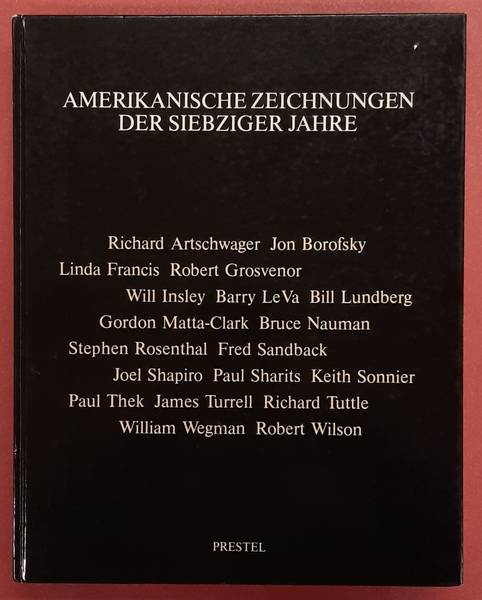 AMERIKANISCHE ZEICHNUNGEN
DER SIEBZIGER JAHRE
Richard Artschwager Jon Borofsky
Linda Francis Robert Grosvenor
Will Insley Barry LeVa Bill Lundberg
Gordon Matta-Clark Bruce Nauman
Stephen Rosenthal Fred Sandback
Joel Shapiro Paul Sharits Keith Sonnier
Paul Thek James Turrell Richard Tuttle
William Wegman Robert Wilson
PRESTEL